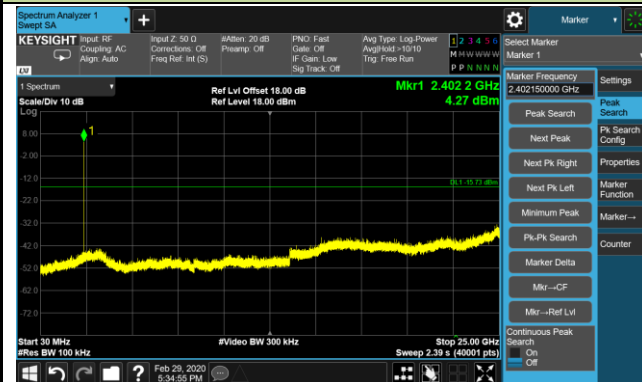 Spectrum Analyzer 1
Swept SA
Marker
KEYSIGHT
Input: RF
Coupling: AC
Align: Auto
Input Z: 50 Ω
Corrections: Off
Freq Ref: Int (S)
#Atten: 20 dB
Preamp: Off
PNO: Fast
Gate: Off
IF Gain: Low
Sig Track: Off
Avg Type: Log-Power
Avg|Hold:>10/10
Trig: Free Run
1 2 3 4 5 6
M W W W W W
P P N N N N
LXI
Select Marker
Marker 1
1 Spectrum
Scale/Div 10 dB
Log
Ref Lvl Offset 18.00 dB
Ref Level 18.00 dBm
Mkr1 2.402 2 GHz
4.27 dBm
8.00
-2.00
-12.0
-22.0
-32.0
-42.0
-52.0
-62.0
-72.0
1
DL1 -15.73 dBm
Start 30 MHz
#Res BW 100 kHz
#Video BW 300 kHz
Stop 25.00 GHz
Sweep 2.39 s (40001 pts)
Marker Frequency
2.402150000 GHz
Peak Search
Next Peak
Next Pk Right
Next Pk Left
Minimum Peak
Pk-Pk Search
Marker Delta
Mkr→CF
Mkr→Ref Lvl
Continuous Peak
Search
On
Off
Settings
Peak
Search
Pk Search
Config
Properties
Marker
Function
Marker→
Counter
Feb 29, 2020
5:34:55 PM